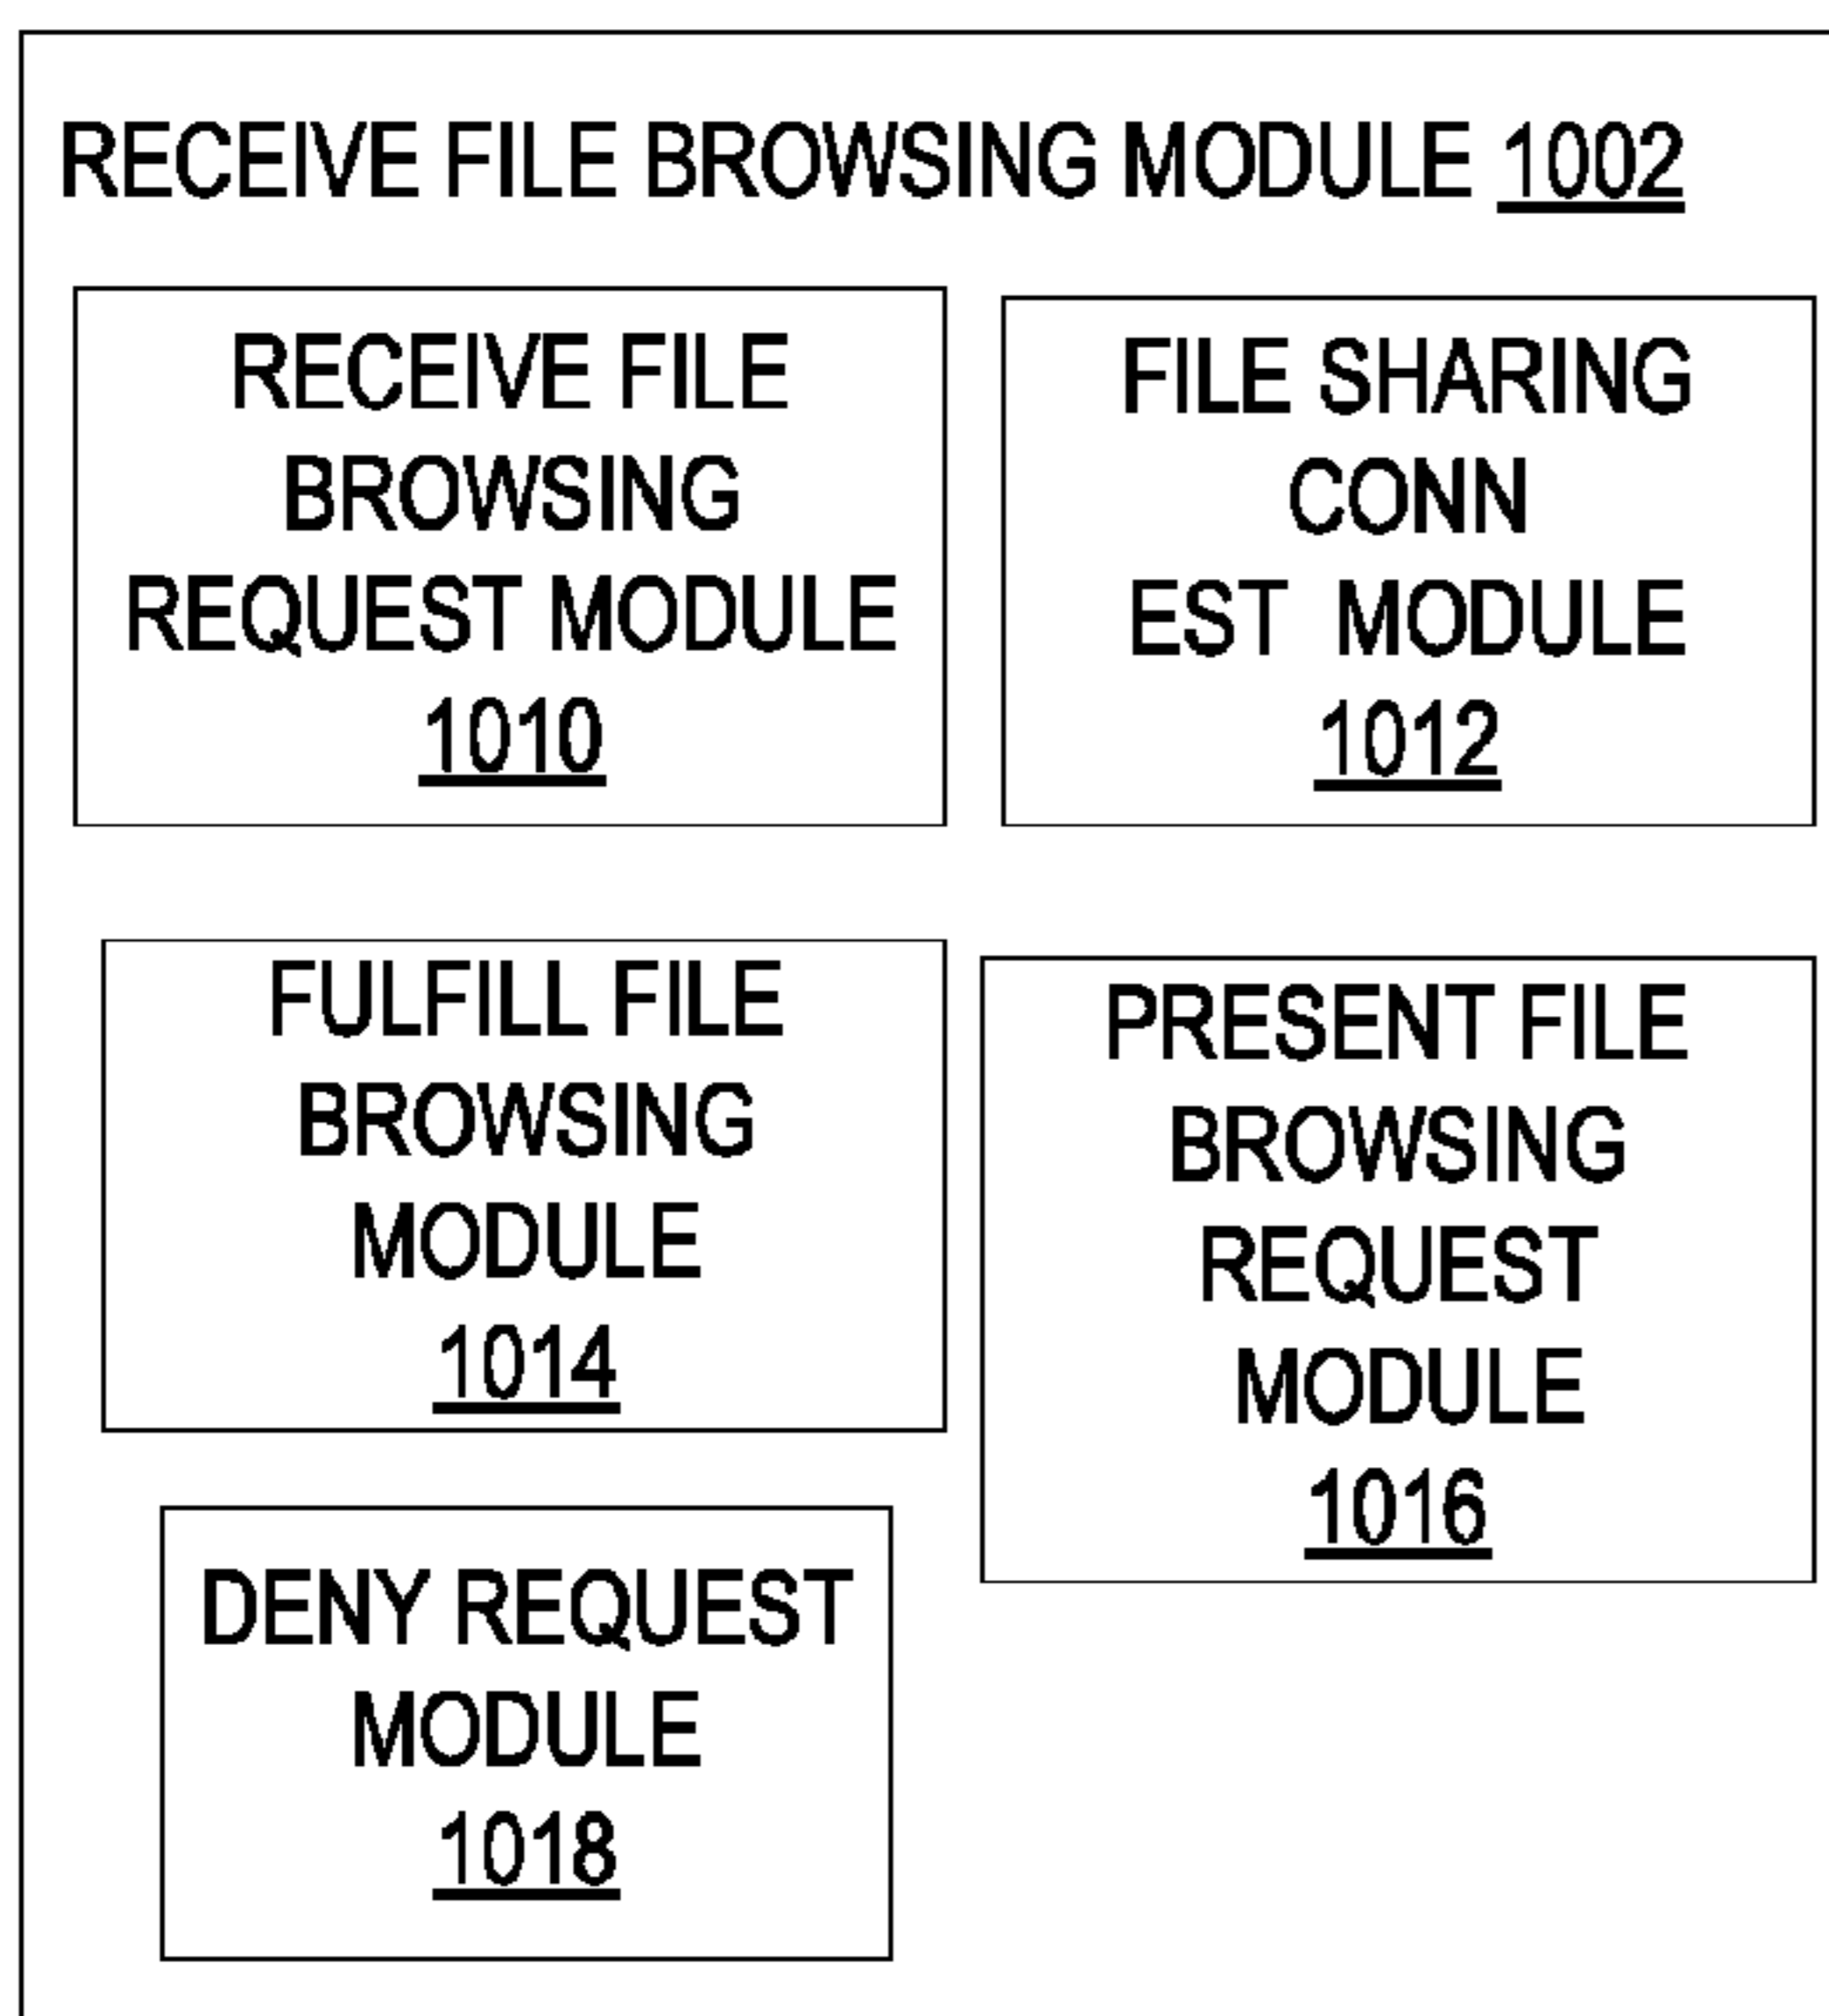 RECEIVE FILE BROWSING MODULE 1002
RECEIVE FILE
BROWSING
REQUEST MODULE
1010
FILE SHARING
CONN
EST MODULE
1012
FULFILL FILE
BROWSING
MODULE
1014
PRESENT FILE
BROWSING
REQUEST
MODULE
1016
DENY REQUEST
MODULE
1018